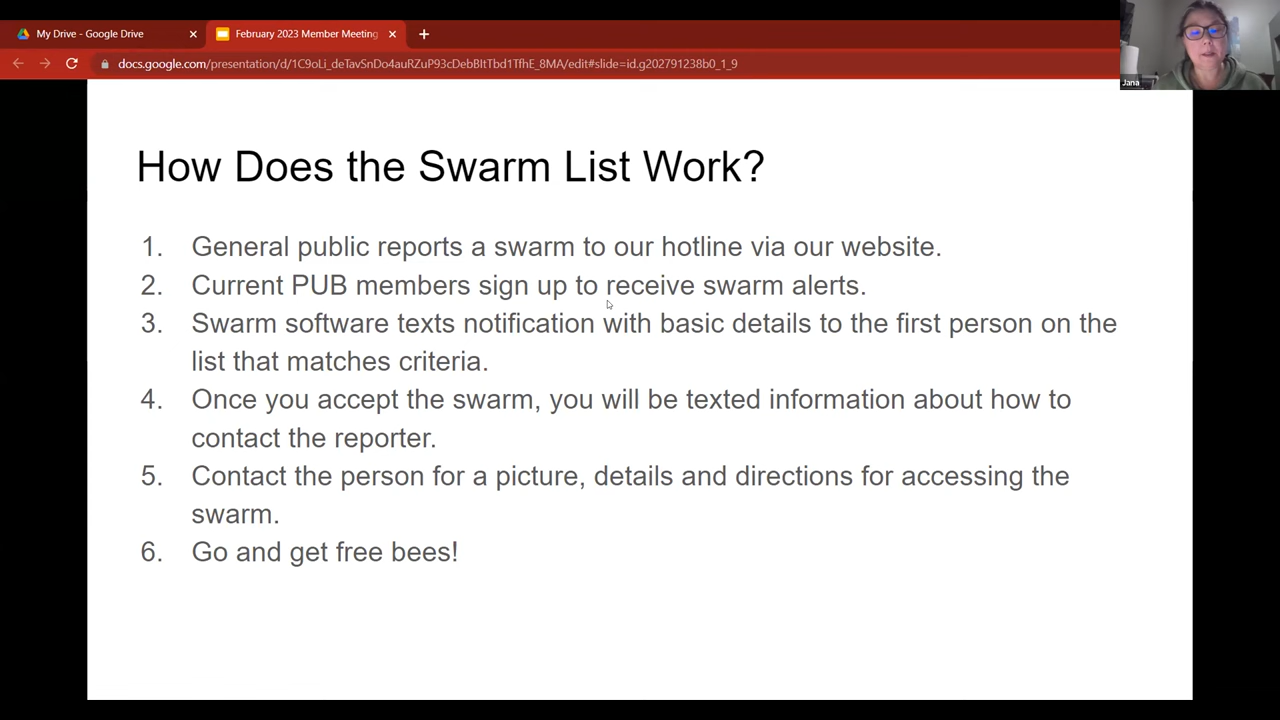 My Drive - Google Drive
February 2023 Member Meeting
docs.google.com/presentation/d/1C9oLi_deTavSnDo4auRZuP93cDebBItTbd1TfhE_8MA/edit#slide=id.g202791238b0_1_9
Jana
How Does the Swarm List Work?
1. General public reports a swarm to our hotline via our website.
2. Current PUB members sign up to receive swarm alerts.
3. Swarm software texts notification with basic details to the first person on the
list that matches criteria.
4. Once you accept the swarm, you will be texted information about how to
contact the reporter.
5. Contact the person for a picture, details and directions for accessing the
swarm.
6. Go and get free bees!